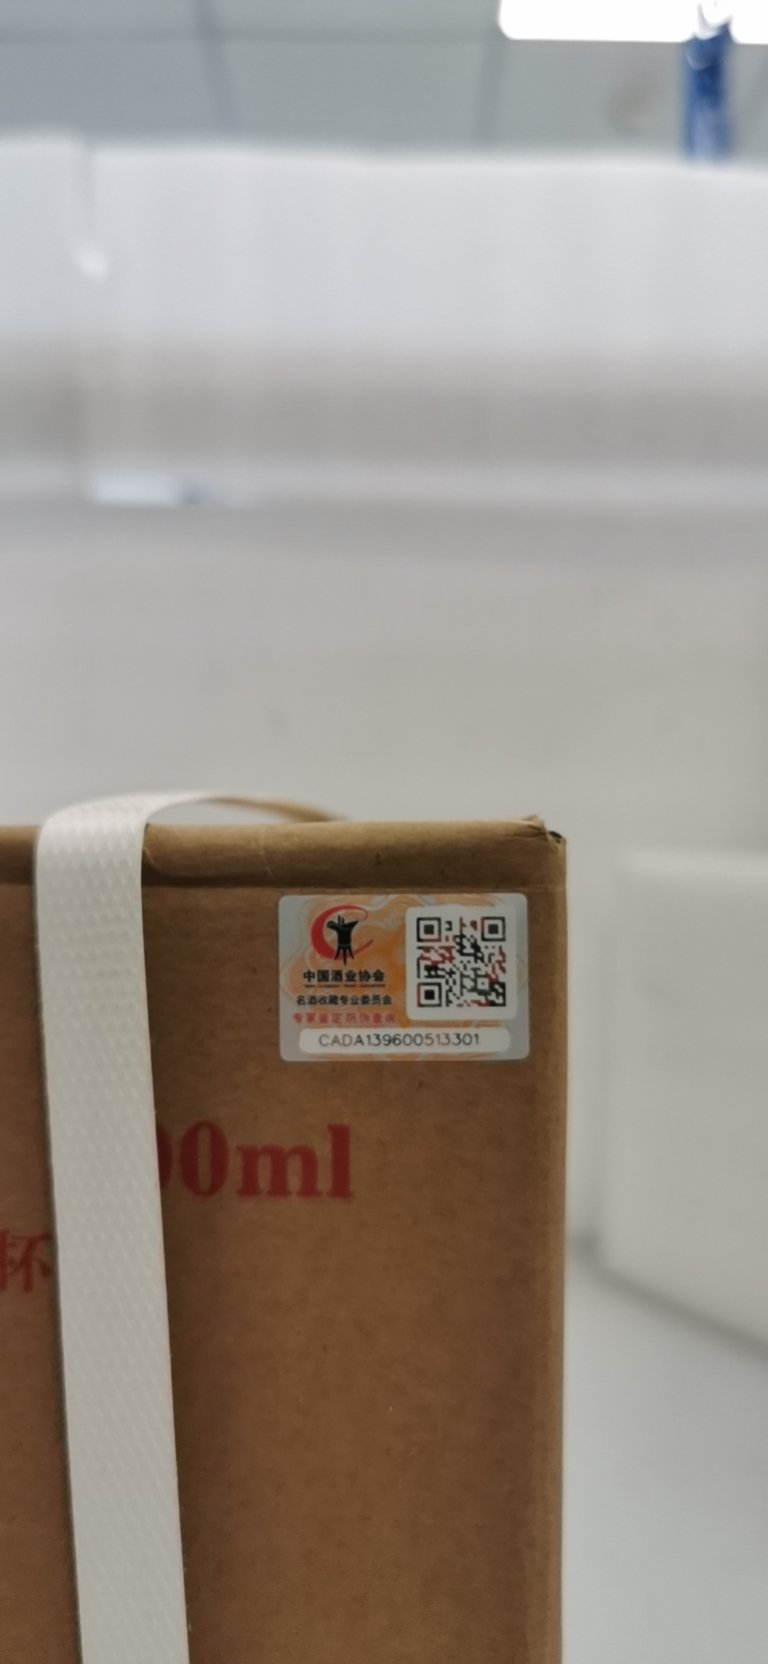 中国酒业协会
名酒收藏专业委员会
专家鉴定 防伪查询
CADA139600513301
00ml
杯